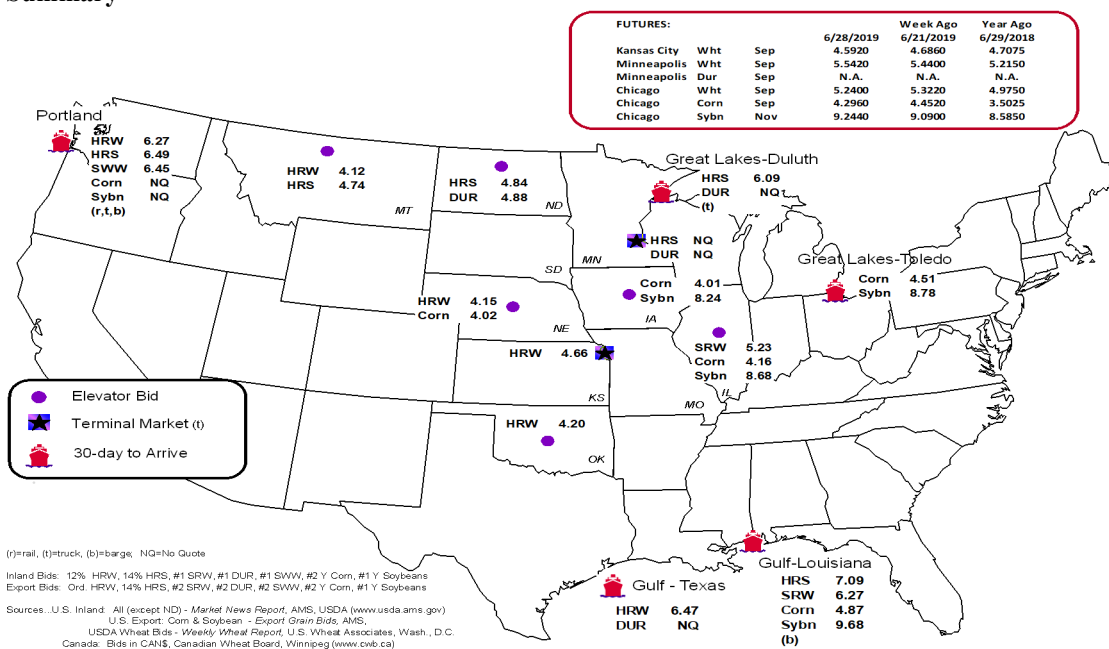 Summary
FUTURES: Week Ago Year Ago
6/28/2019 6/21/2019 6/29/2018
Kansas City Wht Sep 4.5920 4.6860 4.7075
Minneapolis Wht Sep 5.5420 5.4400 5.2150
Minneapolis Dur Sep N.A. N.A. N.A.
Chicago Wht Sep 5.2400 5.3220 4.9750
Chicago Corn Sep 4.2960 4.4520 3.5025
Chicago Sybn Nov 9.2440 9.0900 8.5850
Portland
HRW 6.27
HRS 6.49
SWW 6.45
Corn NQ
Sybn NQ
(r,t,b)
HRW 4.12
HRS 4.74
MT
HRS 4.84
DUR 4.88
ND
Great Lakes-Duluth
HRS 6.09
DUR NQ
(t)
HRS NQ
DUR NQ
MN
SD
Great Lakes-Toledo
Corn 4.51
Sybn 8.78
Corn 4.01
Sybn 8.24
IA
HRW 4.15
Corn 4.02
NE
HRW 4.66
KS
SRW 5.23
Corn 4.16
Sybn 8.68
IL
MO
HRW 4.20
OK
Elevator Bid
Terminal Market (t)
30-day to Arrive
Gulf - Texas
HRW 6.47
DUR NQ
Gulf-Louisiana
HRS 7.09
SRW 6.27
Corn 4.87
Sybn 9.68
(b)
(r)=rail, (t)=truck, (b)=barge; NQ=No Quote
Inland Bids: 12% HRW, 14% HRS, #1 SRW, #1 DUR, #1 SWW, #2 Y Corn, #1 Y Soybeans
Export Bids: Ord. HRW, 14% HRS, #2 SRW, #2 DUR, #2 SWW, #2 Y Corn, #1 Y Soybeans
Sources...U.S. Inland: All (except ND) - Market News Report, AMS, USDA (www.usda.ams.gov)
U.S. Export: Corn & Soybean - Export Grain Bids, AMS,
USDA Wheat Bids - Weekly Wheat Report, U.S. Wheat Associates, Wash., D.C.
Canada: Bids in CAN$, Canadian Wheat Board, Winnipeg (www.cwb.ca)